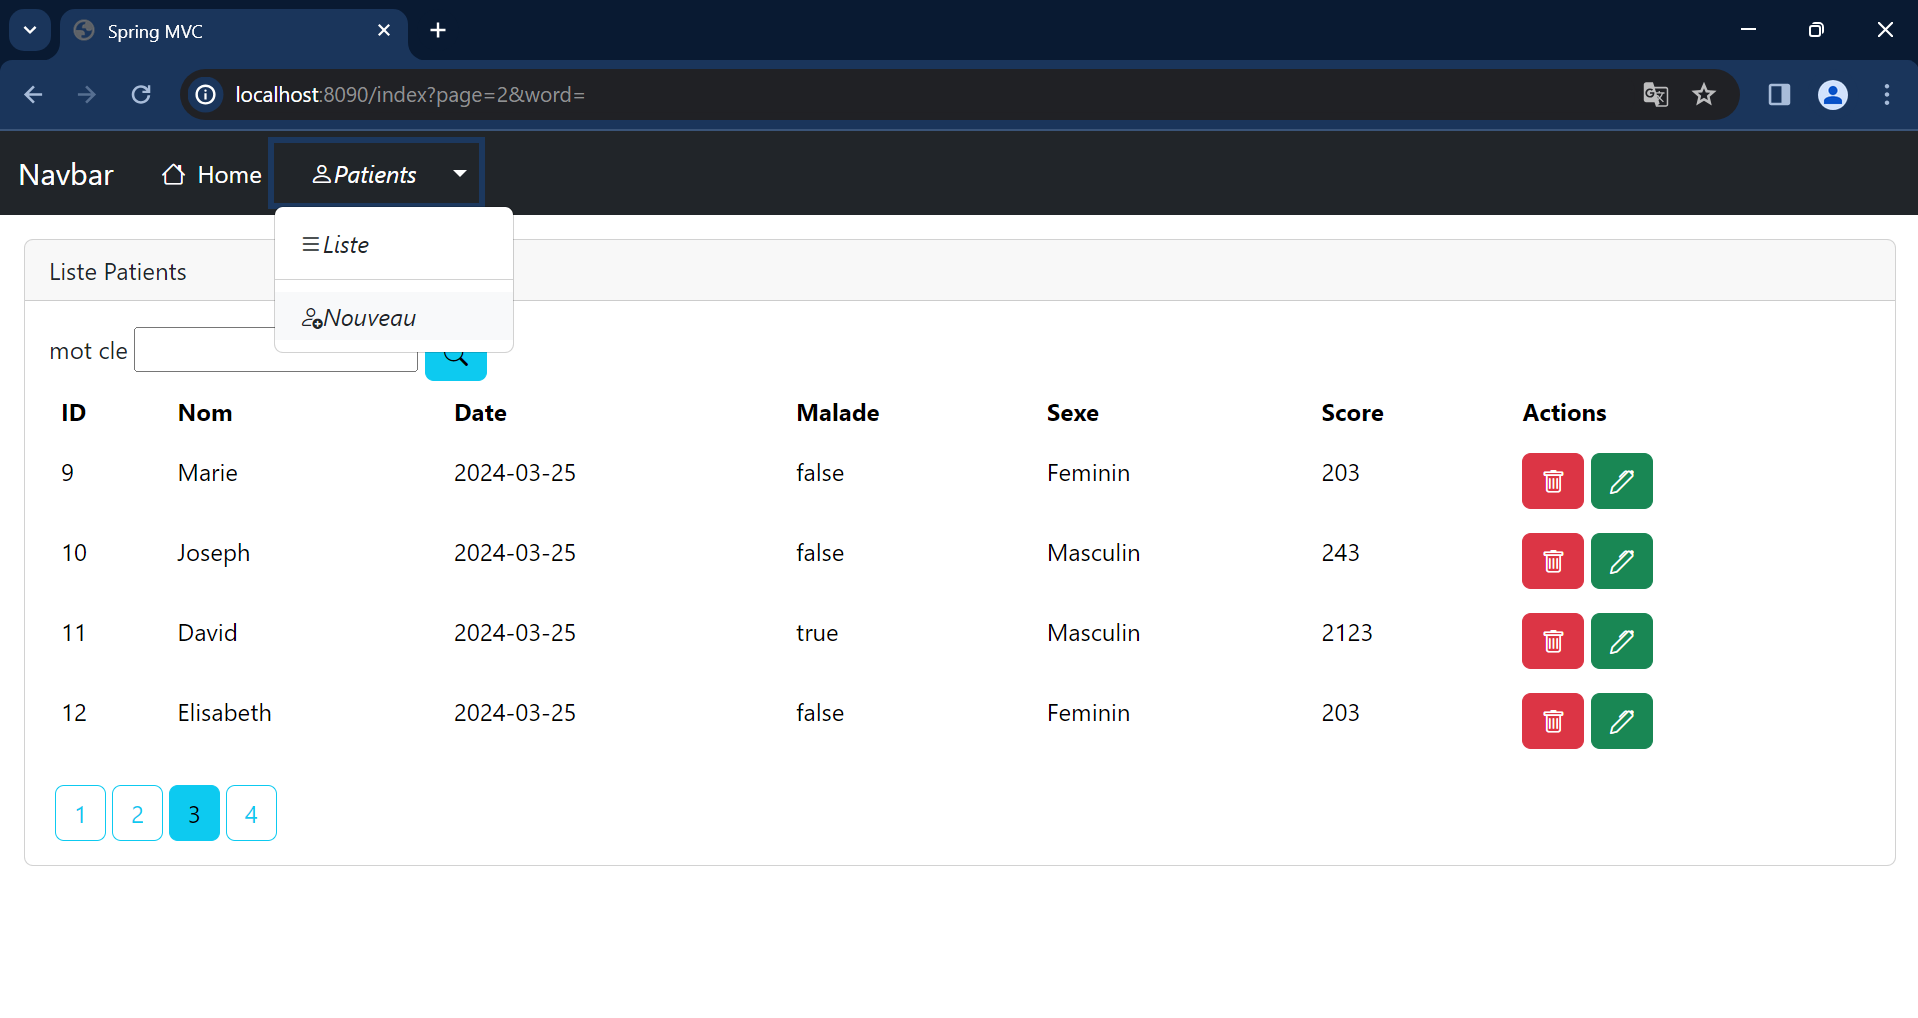 Spring MVC
localhost:8090/index?page=2&word=
Navbar Home Patients
Liste
Nouveau
Liste Patients
mot cle
ID Nom Date Malade Sexe Score Actions
9 Marie 2024-03-25 false Feminin 203
10 Joseph 2024-03-25 false Masculin 243
11 David 2024-03-25 true Masculin 2123
12 Elisabeth 2024-03-25 false Feminin 203
1 2 3 4